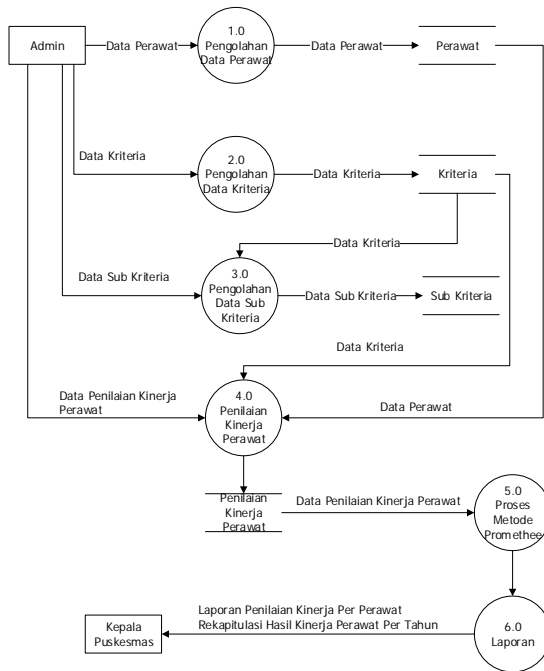 Admin
Data Perawat
1.0
Pengolahan
Data Perawat
Data Perawat
Perawat
Data Kriteria
2.0
Pengolahan
Data Kriteria
Data Kriteria
Kriteria
Data Kriteria
Data Sub Kriteria
3.0
Pengolahan
Data Sub
Kriteria
Data Sub Kriteria
Sub Kriteria
Data Kriteria
Data Penilaian Kinerja
Perawat
4.0
Penilaian
Kinerja
Perawat
Data Perawat
Penilaian
Kinerja
Perawat
Data Penilaian Kinerja Perawat
5.0
Proses
Metode
Promethee
Laporan Penilaian Kinerja Per Perawat
Rekapitulasi Hasil Kinerja Perawat Per Tahun
Kepala
Puskesmas
6.0
Laporan